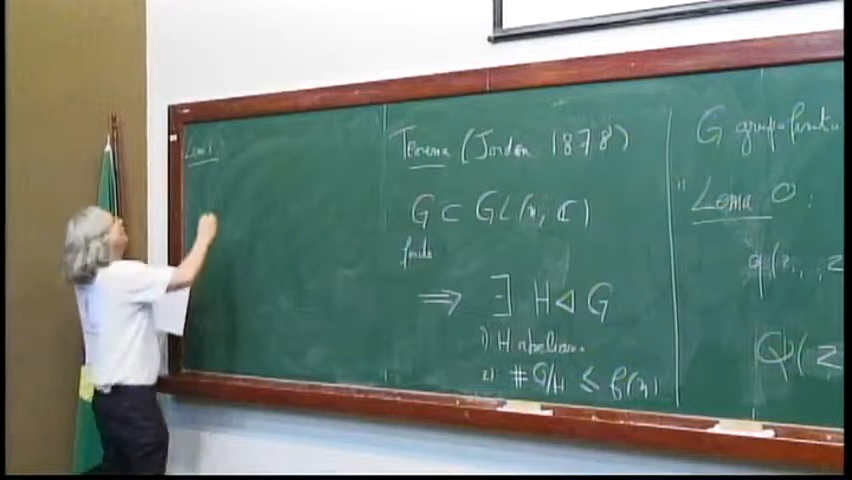 Teorema (Jordan 1878)
G ⊂ GL(n, ℂ)
finito
⟹ ∃ H ◁ G
1) H abeliano
2) # G/H ≤ f(n)
G grupo finito
Lema 0:
Q(z